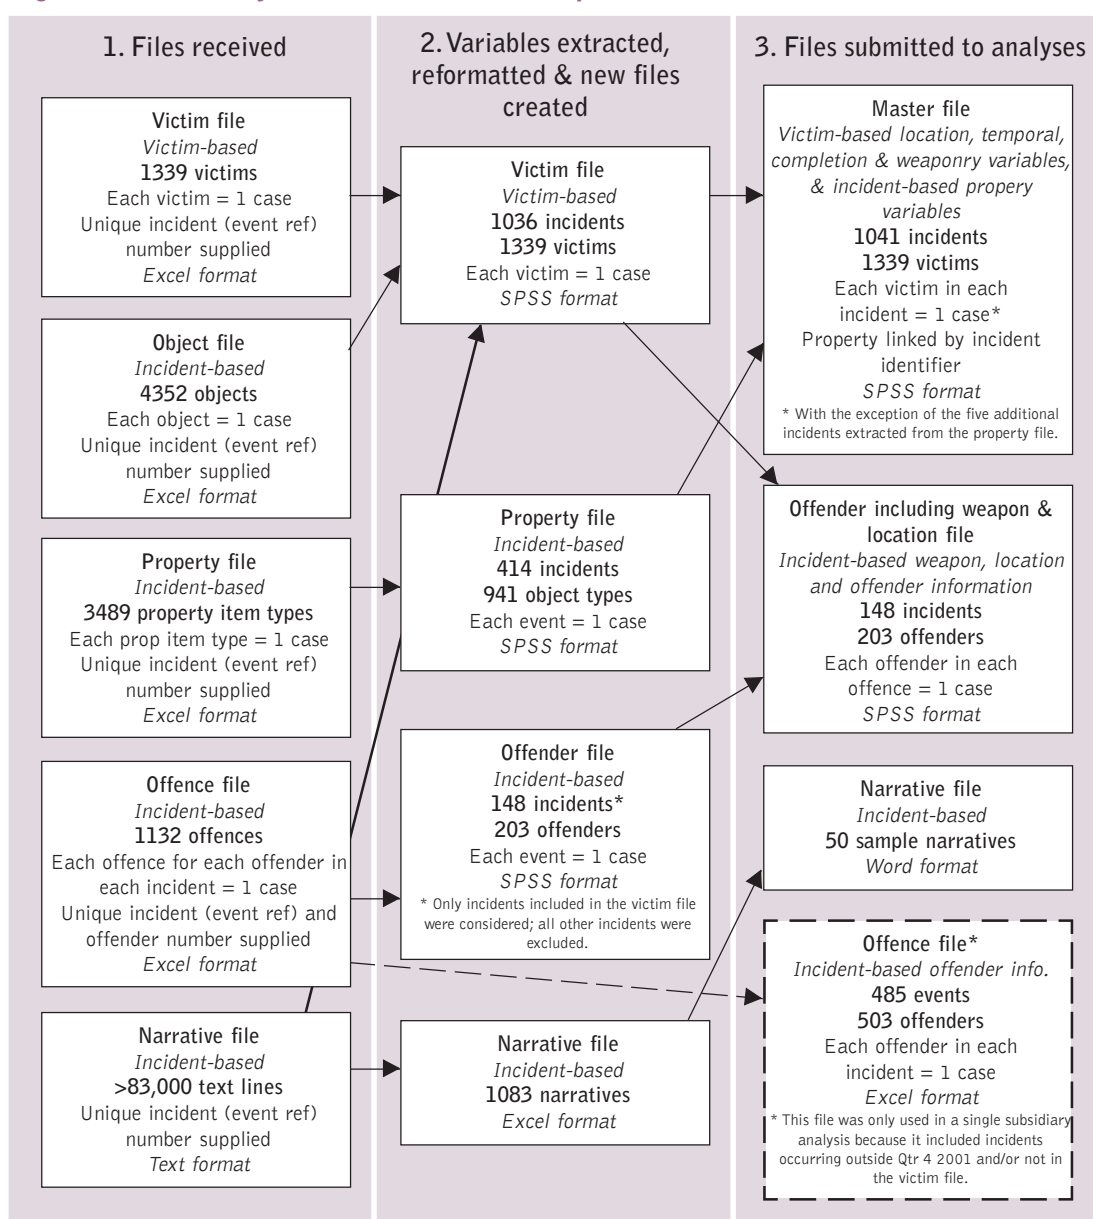 1. Files received
Victim file
Victim-based
1339 victims
Each victim = 1 case
Unique incident (event ref)
number supplied
Excel format
Object file
Incident-based
4352 objects
Each object = 1 case
Unique incident (event ref)
number supplied
Excel format
Property file
Incident-based
3489 property item types
Each prop item type = 1 case
Unique incident (event ref)
number supplied
Excel format
Offence file
Incident-based
1132 offences
Each offence for each offender in
each incident = 1 case
Unique incident (event ref) and
offender number supplied
Excel format
Narrative file
Incident-based
>83,000 text lines
Unique incident (event ref)
number supplied
Text format
2. Variables extracted,
reformatted & new files
created
Victim file
Victim-based
1036 incidents
1339 victims
Each victim = 1 case
SPSS format
Property file
Incident-based
414 incidents
941 object types
Each event = 1 case
SPSS format
Offender file
Incident-based
148 incidents*
203 offenders
Each event = 1 case
SPSS format
* Only incidents included in the victim file
were considered; all other incidents were
excluded.
Narrative file
Incident-based
1083 narratives
Excel format
3. Files submitted to analyses
Master file
Victim-based location, temporal,
completion & weaponry variables,
& incident-based propery
variables
1041 incidents
1339 victims
Each victim in each
incident = 1 case*
Property linked by incident
identifier
SPSS format
* With the exception of the five additional
incidents extracted from the property file.
Offender including weapon &
location file
Incident-based weapon, location
and offender information
148 incidents
203 offenders
Each offender in each
offence = 1 case
SPSS format
Narrative file
Incident-based
50 sample narratives
Word format
Offence file*
Incident-based offender info.
485 events
503 offenders
Each offender in each
incident = 1 case
Excel format
* This file was only used in a single subsidiary
analysis because it included incidents
occurring outside Qtr 4 2001 and/or not in
the victim file.